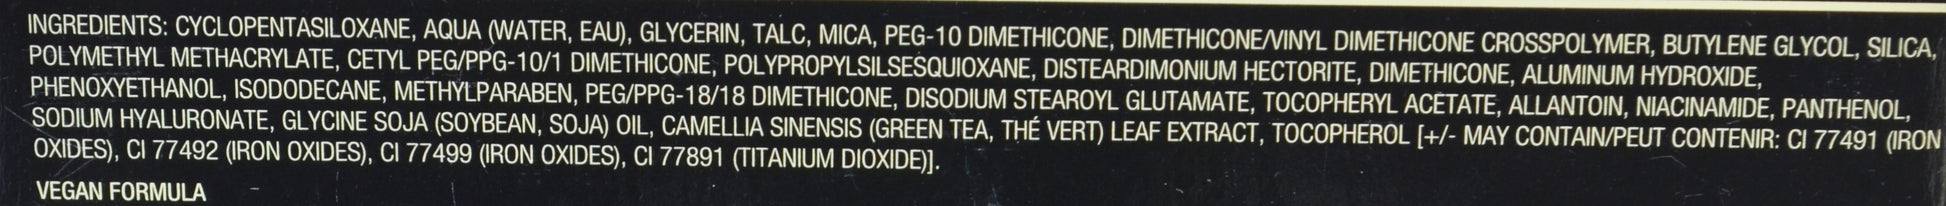 INGREDIENTS: CYCLOPENTASILOXANE, AQUA (WATER, EAU), GLYCERIN, TALC, MICA, PEG-10 DIMETHICONE, DIMETHICONE/VINYL DIMETHICONE CROSSPOLYMER, BUTYLENE GLYCOL, SILICA,
POLYMETHYL METHACRYLATE, CETYL PEG/PPG-10/1 DIMETHICONE, POLYPROPYLSILSESQUIOXANE, DISTEARDIMONIUM HECTORITE, DIMETHICONE, ALUMINUM HYDROXIDE,
PHENOXYETHANOL, ISODODECANE, METHYLPARABEN, PEG/PPG-18/18 DIMETHICONE, DISODIUM STEAROYL GLUTAMATE, TOCOPHERYL ACETATE, ALLANTOIN, NIACINAMIDE, PANTHENOL,
SODIUM HYALURONATE, GLYCINE SOJA (SOYBEAN, SOJA) OIL, CAMELLIA SINENSIS (GREEN TEA, THÉ VERT) LEAF EXTRACT, TOCOPHEROL [+/- MAY CONTAIN/PEUT CONTENIR: CI 77491 (IRON
OXIDES), CI 77492 (IRON OXIDES), CI 77499 (IRON OXIDES), CI 77891 (TITANIUM DIOXIDE)].
VEGAN FORMULA